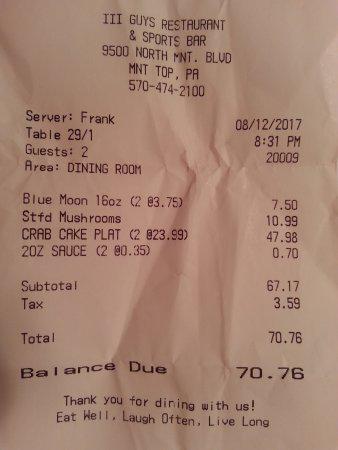 III GUYS RESTAURANT
& SPORTS BAR
9500 NORTH MNT. BLVD
MNT TOP, PA
570-474-2100
Server: Frank 08/12/2017
Table 29/1 8:31 PM
Guests: 2 20009
Area: DINING ROOM
Blue Moon 16oz (2 @3.75) 7.50
Stfd Mushrooms 10.99
CRAB CAKE PLAT (2 @23.99) 47.98
2OZ SAUCE (2 @0.35) 0.70
Subtotal 67.17
Tax 3.59
Total 70.76
Balance Due 70.76
Thank you for dining with us!
Eat Well, Laugh Often, Live Long